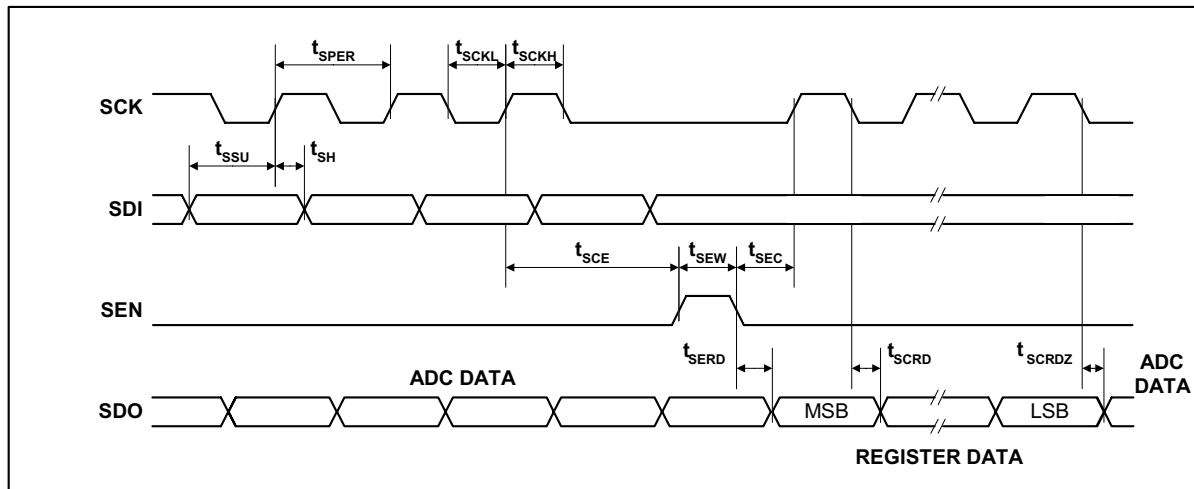 tSPER tSCKL tSCKH
SCK
tSSU tSH
SDI
tSCE tSEW tSEC
SEN
tSERD tSCRD tSCRDZ
ADC DATA
ADC DATA
SDO MSB LSB
REGISTER DATA